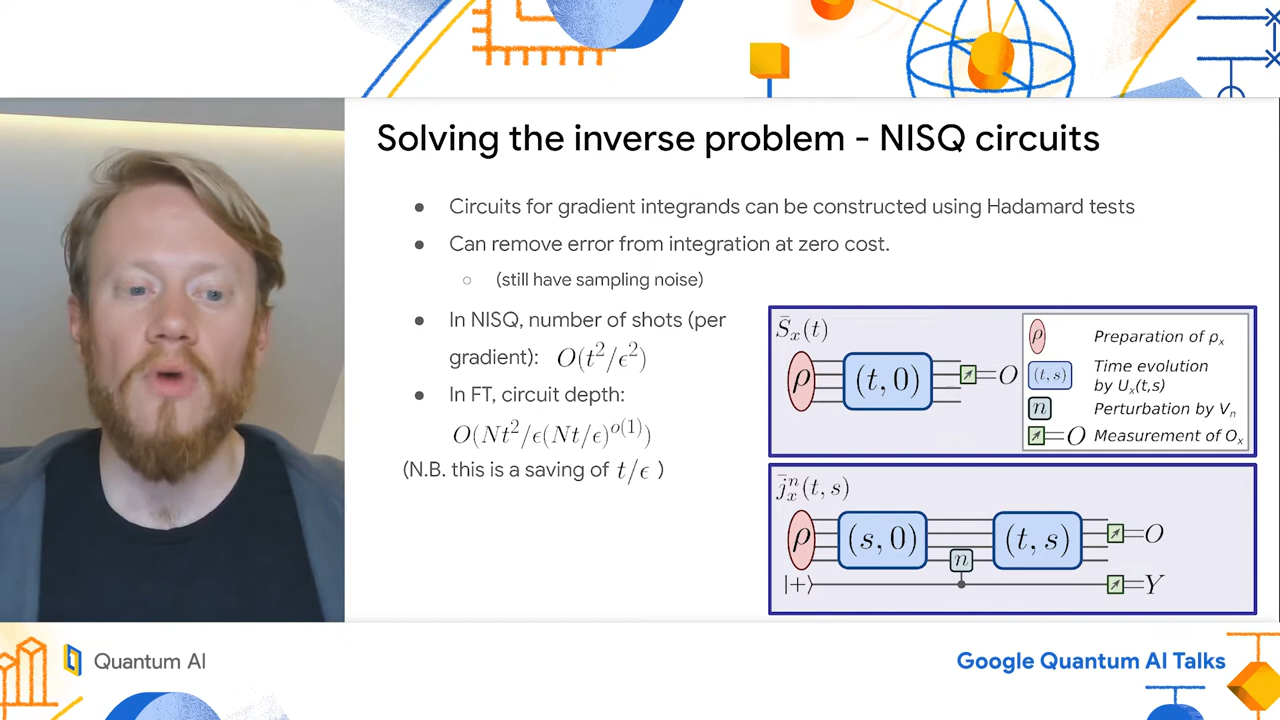 Solving the inverse problem - NISQ circuits
● Circuits for gradient integrands can be constructed using Hadamard tests
● Can remove error from integration at zero cost.
○ (still have sampling noise)
● In NISQ, number of shots (per
gradient): O(t²/ϵ²)
● In FT, circuit depth:
O(Nt²/ϵ(Nt/ϵ)^{o(1)})
(N.B. this is a saving of t/ϵ )
S̄ₓ(t)
ρ (t, 0) O
ρ Preparation of ρₓ
(t, s) Time evolution
by Uₓ(t,s)
n Perturbation by Vₙ
O Measurement of Oₓ
j̄ₓⁿ(t, s)
ρ (s, 0) n (t, s) O
|+⟩ Y
Quantum AI
Google Quantum AI Talks